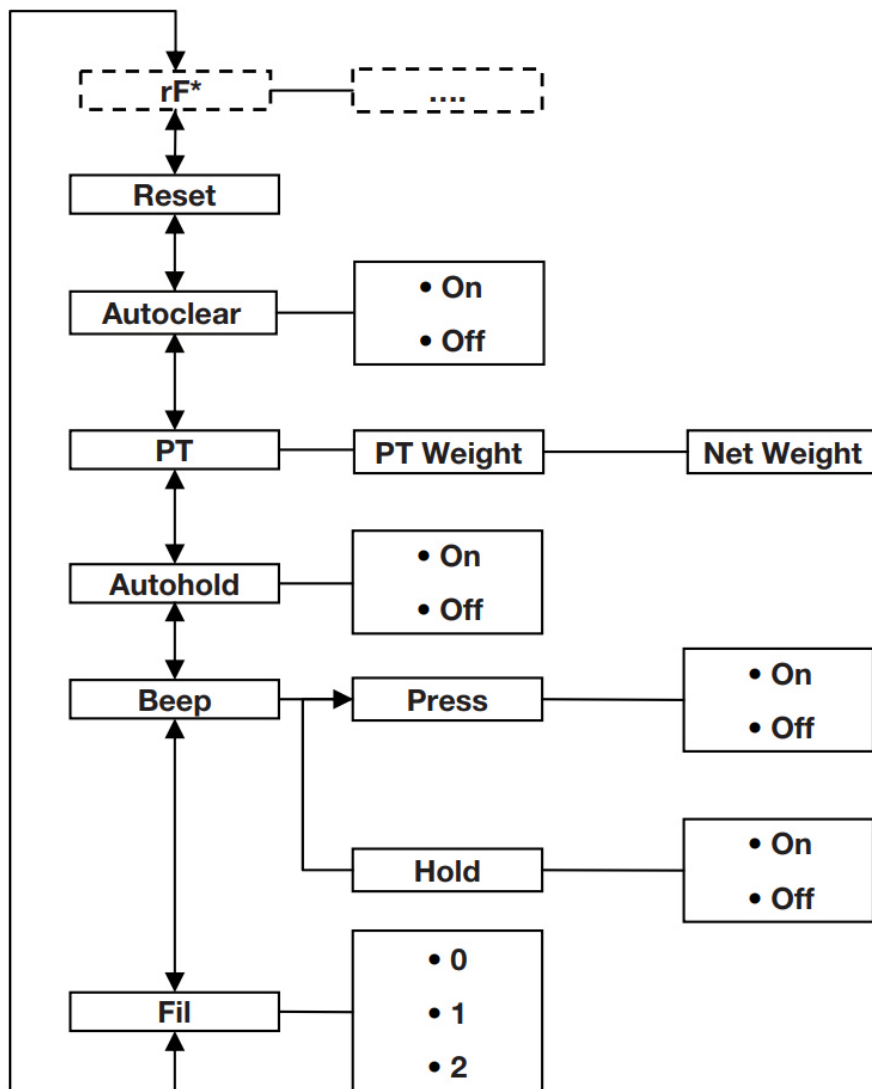 rF*
....
Reset
Autoclear
• On
• Off
PT
PT Weight
Net Weight
Autohold
• On
• Off
Beep
Press
• On
• Off
Hold
• On
• Off
Fil
• 0
• 1
• 2